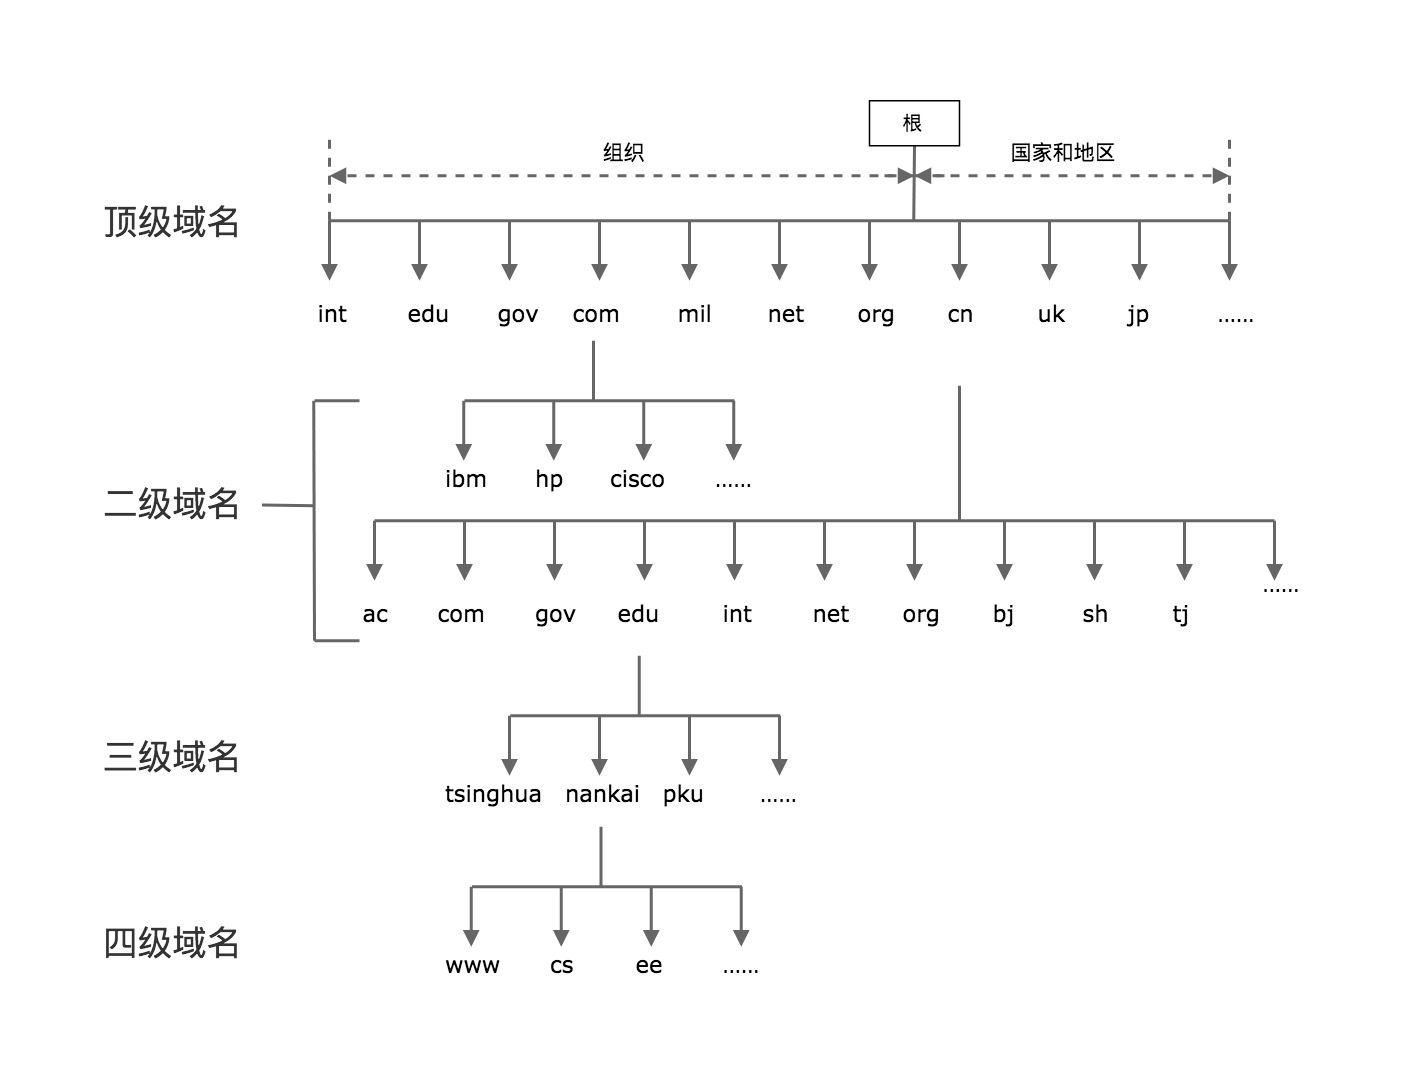 根
组织
国家和地区
顶级域名
int edu gov com mil net org cn uk jp ......
二级域名
ibm hp cisco ......
ac com gov edu int net org bj sh tj ......
三级域名
tsinghua nankai pku ......
四级域名
www cs ee ......